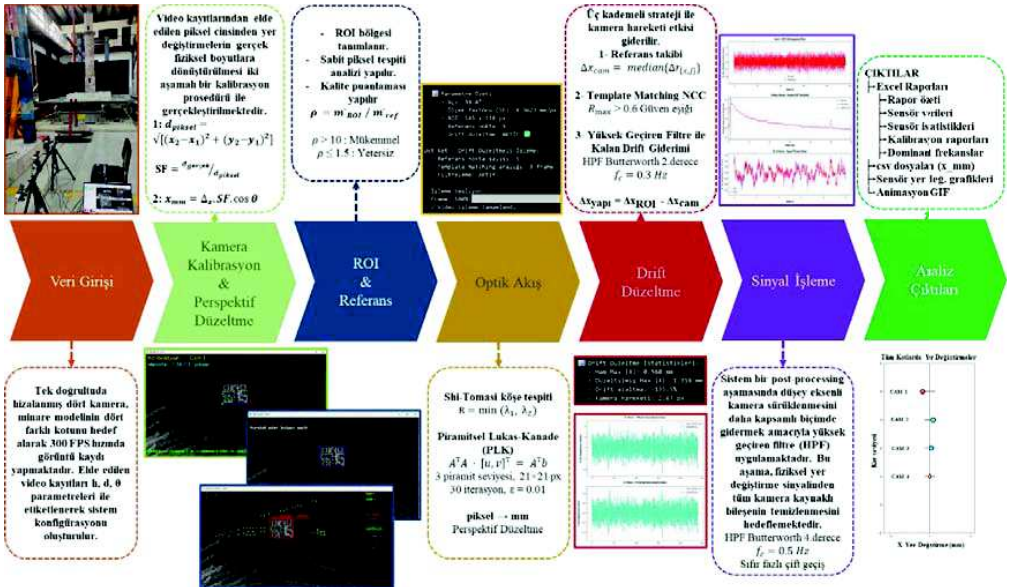 Video kayıtlarından elde
edilen piksel cinsinden yer
değiştirmelerin gerçek
fiziksel boyutlara
dönüştürülmesi iki
aşamalı bir kalibrasyon
prosedürü ile
gerçekleştirilmektedir.
1: d_piksel =
√[(x₂−x₁)² + (y₂−y₁)²]
SF = d_gerçek / d_piksel
2: x_mm = Δ_x.SF.cos θ
- ROI bölgesi
tanımlanır.
- Sabit piksel tespiti
analizi yapılır.
- Kalite puanlaması
yapılır
ρ = m_ROI / m_ref
ρ > 10 : Mükemmel
ρ ≤ 1.5 : Yetersiz
Üç kademeli strateji ile
kamera hareketi etkisi
giderilir.
1- Referans takibi
Δx_cam = median{Δr_(x,f)}
2- Template Matching NCC
R_max > 0.6 Güven eşiği
3- Yüksek Geçiren Filtre ile
Kalan Drift Giderimi
HPF Butterworth 2.derece
f_c = 0.3 Hz
Δx_yapı = Δx_ROI - Δx_cam
ÇIKTILAR
Excel Raporları
Rapor özeti
Sensör vrileri
Sensör isatistikleri
Kalibrasyon raporları
Dominant frekanslar
csv dosyaları (x_mm)
Sensör yer leg. grafikleri
Animasyon GIF
Veri Girişi
Kamera
Kalibrasyon
&
Perspektif
Düzeltme
ROI
&
Referans
Optik Akış
Drift
Düzeltme
Sinyal İşleme
Analiz
Çıktıları
Tek doğrultuda
hizalanmış dört kamera,
minare modelinin dört
farklı kotunu hedef
alarak 300 FPS hızında
görüntü kaydı
yapmaktadır. Elde edilen
video kayıtları h, d, θ
parametreleri ile
etiketlenerek sistem
konfigürasyonu
oluşturulur.
Shi-Tomasi köşe tespiti
R = min (λ₁, λ₂)
Piramitsel Lukas-Kanade
(PLK)
AᵀA · [u, v]ᵀ = Aᵀb
3 piramit seviyesi, 21×21 px
30 iterasyon, ε = 0.01
piksel → mm
Perspektif Düzeltme
Sistem bir post-processing
aşamasında düşey eksenli
kamera sürüklenmesini
daha kapsamlı biçimde
gidermek amacıyla yüksek
geçiren filtre (HPF)
uygulamaktadır. Bu
aşama, fiziksel yer
değiştirme sinyalinden
tüm kamera kaynaklı
bileşenin temizlenmesini
hedeflemektedir.
HPF Butterworth 4.derece
f_c = 0.5 Hz
Sıfır fazlı çift geçiş
Tüm Kotlarda Ye Değiştirmeler
CAM 1
CAM 2
CAM 3
CAM 4
Kat seviyesi
X Yer Değiştirme (mm)